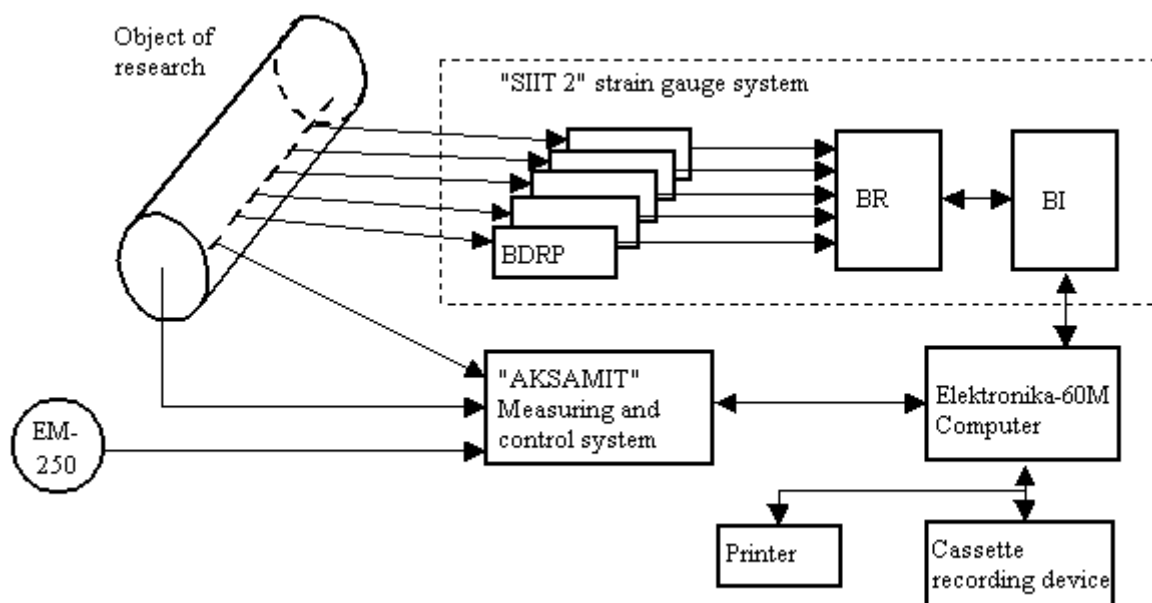 Object of
research
"SIIT 2" strain gauge system
BDRP
BR
BI
"AKSAMIT"
Measuring and
control system
Elektronika-60M
Computer
EM-
250
Printer
Cassette
recording device